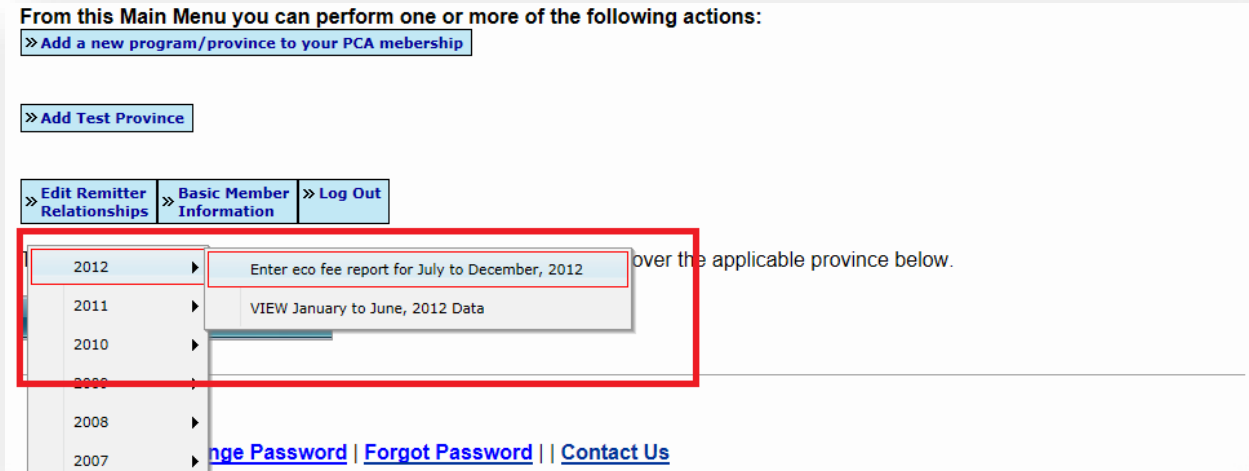 From this Main Menu you can perform one or more of the following actions:
» Add a new program/province to your PCA mebership
» Add Test Province
» Edit Remitter Relationships » Basic Member Information » Log Out
over the applicable province below.
2012 Enter eco fee report for July to December, 2012
2011 VIEW January to June, 2012 Data
2010
2009
2008
2007
nge Password | Forgot Password | | Contact Us